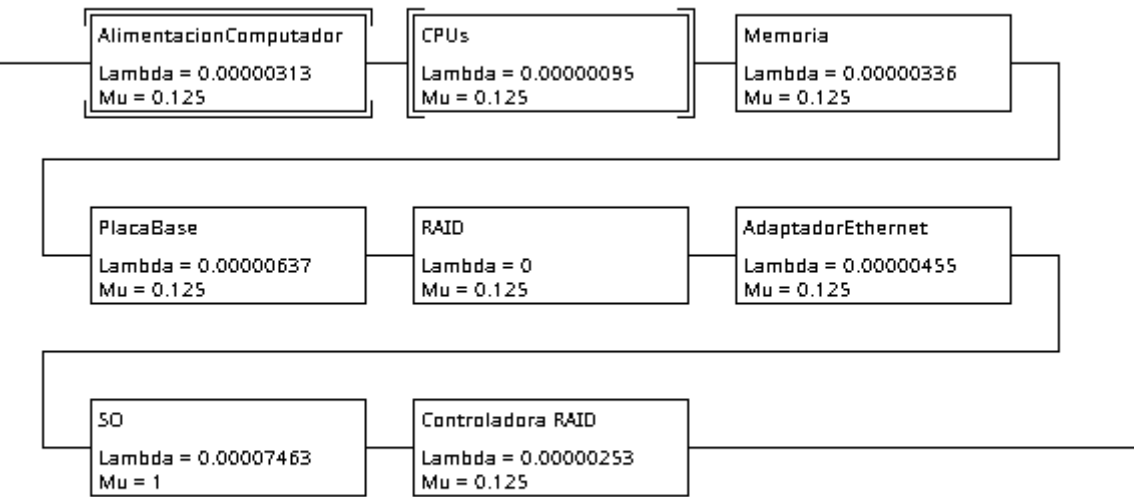 AlimentacionComputador
Lambda = 0.00000313
Mu = 0.125
CPUs
Lambda = 0.00000095
Mu = 0.125
Memoria
Lambda = 0.00000336
Mu = 0.125
PlacaBase
Lambda = 0.00000637
Mu = 0.125
RAID
Lambda = 0
Mu = 0.125
AdaptadorEthernet
Lambda = 0.00000455
Mu = 0.125
SO
Lambda = 0.00007463
Mu = 1
Controladora RAID
Lambda = 0.00000253
Mu = 0.125